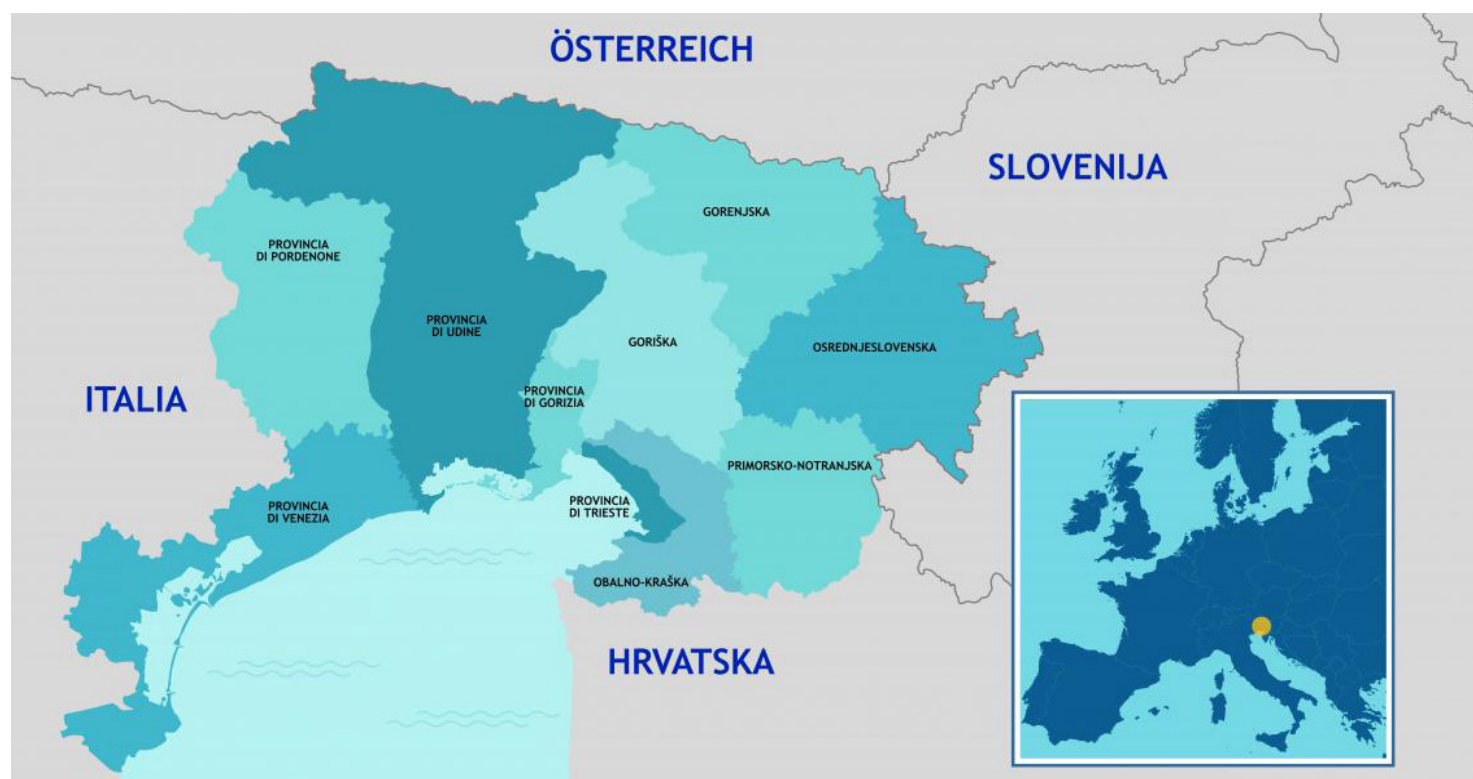 ÖSTERREICH
SLOVENIJA
GORENJSKA
PROVINCIA
DI PORDENONE
PROVINCIA
DI UDINE
GORIŠKA
OSREDNJESLOVENSKA
ITALIA
PROVINCIA
DI GORIZIA
PRIMORSKO-NOTRANJSKA
PROVINCIA
DI VENEZIA
PROVINCIA
DI TRIESTE
OBALNO-KRAŠKA
HRVATSKA